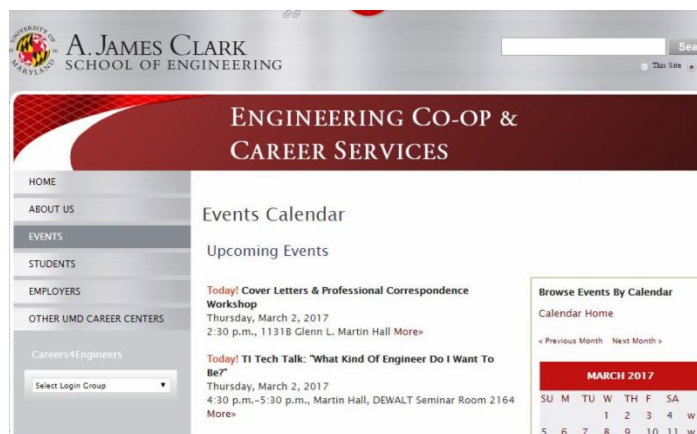 UNIVERSITY OF
MARYLAND
A. JAMES CLARK
SCHOOL OF ENGINEERING
Sea
This Site
ENGINEERING CO-OP &
CAREER SERVICES
HOME
ABOUT US
EVENTS
STUDENTS
EMPLOYERS
OTHER UMD CAREER CENTERS
Careers4Engineers
Select Login Group
Events Calendar
Upcoming Events
Today! Cover Letters & Professional Correspondence
Workshop
Thursday, March 2, 2017
2:30 p.m., 1131B Glenn L. Martin Hall More»
Today! TI Tech Talk: "What Kind Of Engineer Do I Want To
Be?"
Thursday, March 2, 2017
4:30 p.m.-5:30 p.m., Martin Hall, DEWALT Seminar Room 2164
More»
Browse Events By Calendar
Calendar Home
« Previous Month Next Month »
MARCH 2017
SU M TU W TH F SA
1 2 3 4 w
5 6 7 8 9 10 11 w